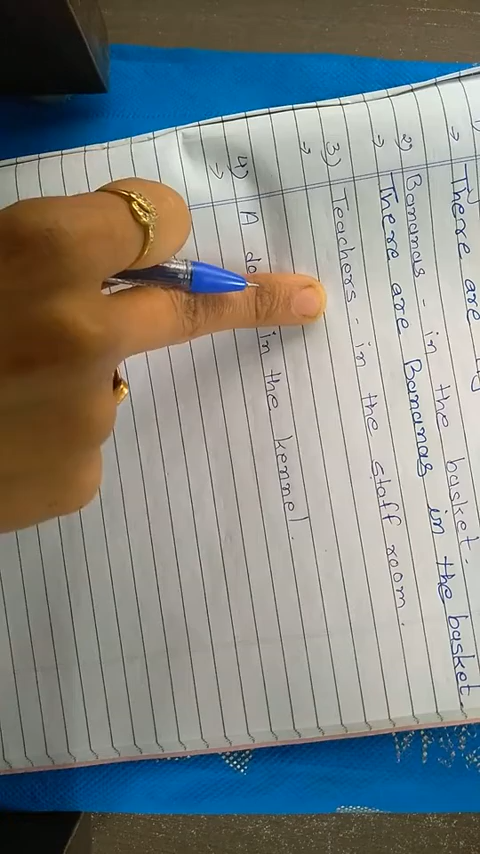 → There are
2) Bananas - in the basket.
→ There are Bananas in the basket
3) Teachers - in the staff room.
→
4) A in the kennel.
→